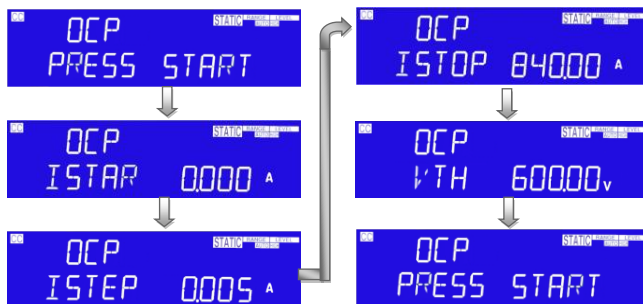 CC STATIC RANGE LEVEL
AUTO
OCP
PRESS START
CC STATIC RANGE LEVEL
AUTO
OCP
ISTAR 0.000 A
CC STATIC RANGE LEVEL
AUTO
OCP
ISTEP 0.005 A
CC STATIC RANGE LEVEL
AUTO
OCP
ISTOP 840.00 A
CC STATIC RANGE LEVEL
AUTO
OCP
VTH 600.00 V
CC STATIC RANGE LEVEL
AUTO
OCP
PRESS START